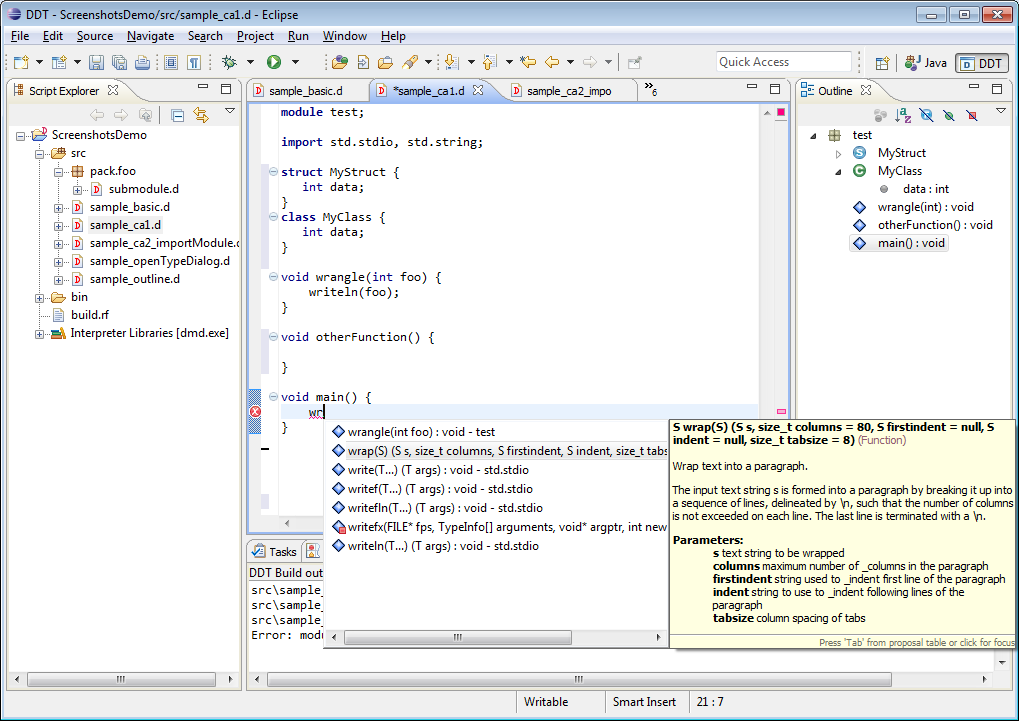 DDT - ScreenshotsDemo/src/sample_ca1.d - Eclipse
File Edit Source Navigate Search Project Run Window Help
Quick Access
Java
DDT
Script Explorer
ScreenshotsDemo
src
pack.foo
submodule.d
sample_basic.d
sample_ca1.d
sample_ca2_importModule.d
sample_openTypeDialog.d
sample_outline.d
bin
build.rf
Interpreter Libraries [dmd.exe]
sample_basic.d
*sample_ca1.d
sample_ca2_impo
»6
module test;
import std.stdio, std.string;
struct MyStruct {
int data;
}
class MyClass {
int data;
}
void wrangle(int foo) {
writeln(foo);
}
void otherFunction() {
}
void main() {
wr
}
wrangle(int foo) : void - test
wrap(S) (S s, size_t columns, S firstindent, S indent, size_t tabs
write(T...) (T args) : void - std.stdio
writef(T...) (T args) : void - std.stdio
writefln(T...) (T args) : void - std.stdio
writefx(FILE* fps, TypeInfo[] arguments, void* argptr, int new
writeln(T...) (T args) : void - std.stdio
S wrap(S) (S s, size_t columns = 80, S firstindent = null, S
indent = null, size_t tabsize = 8) (Function)
Wrap text into a paragraph.
The input text string s is formed into a paragraph by breaking it up into
a sequence of lines, delineated by \n, such that the number of columns
is not exceeded on each line. The last line is terminated with a \n.
Parameters:
s text string to be wrapped
columns maximum number of _columns in the paragraph
firstindent string used to _indent first line of the paragraph
indent string to use to _indent following lines of the
paragraph
tabsize column spacing of tabs
Press 'Tab' from proposal table or click for focus
Outline
test
MyStruct
MyClass
data : int
wrangle(int) : void
otherFunction() : void
main() : void
Tasks
DDT Build out
src\sample_
src\sample_
src\sample_
Error: modu
Writable
Smart Insert
21 : 7